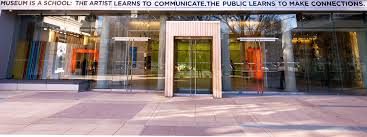 MUSEUM IS A SCHOOL: THE ARTIST LEARNS TO COMMUNICATE.THE PUBLIC LEARNS TO MAKE CONNECTIONS.